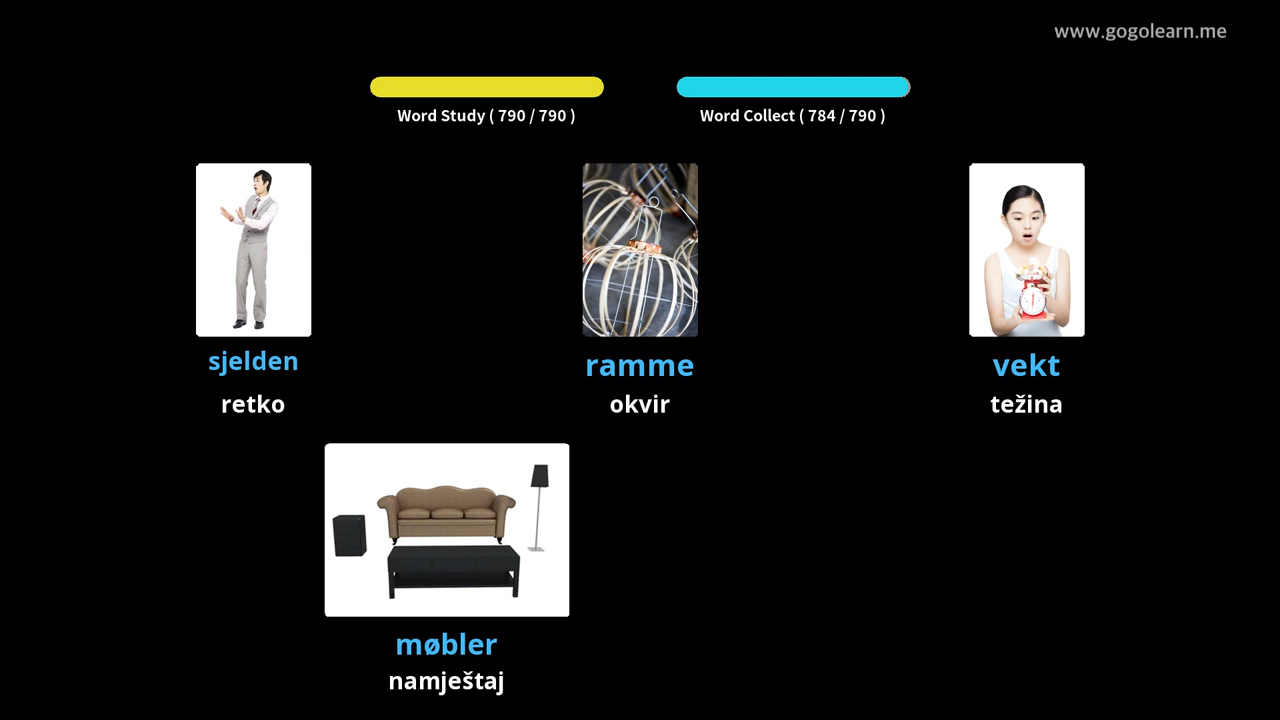 www.gogolearn.me
Word Study ( 790 / 790 )
Word Collect ( 784 / 790 )
sjelden
retko
ramme
okvir
vekt
težina
møbler
namještaj